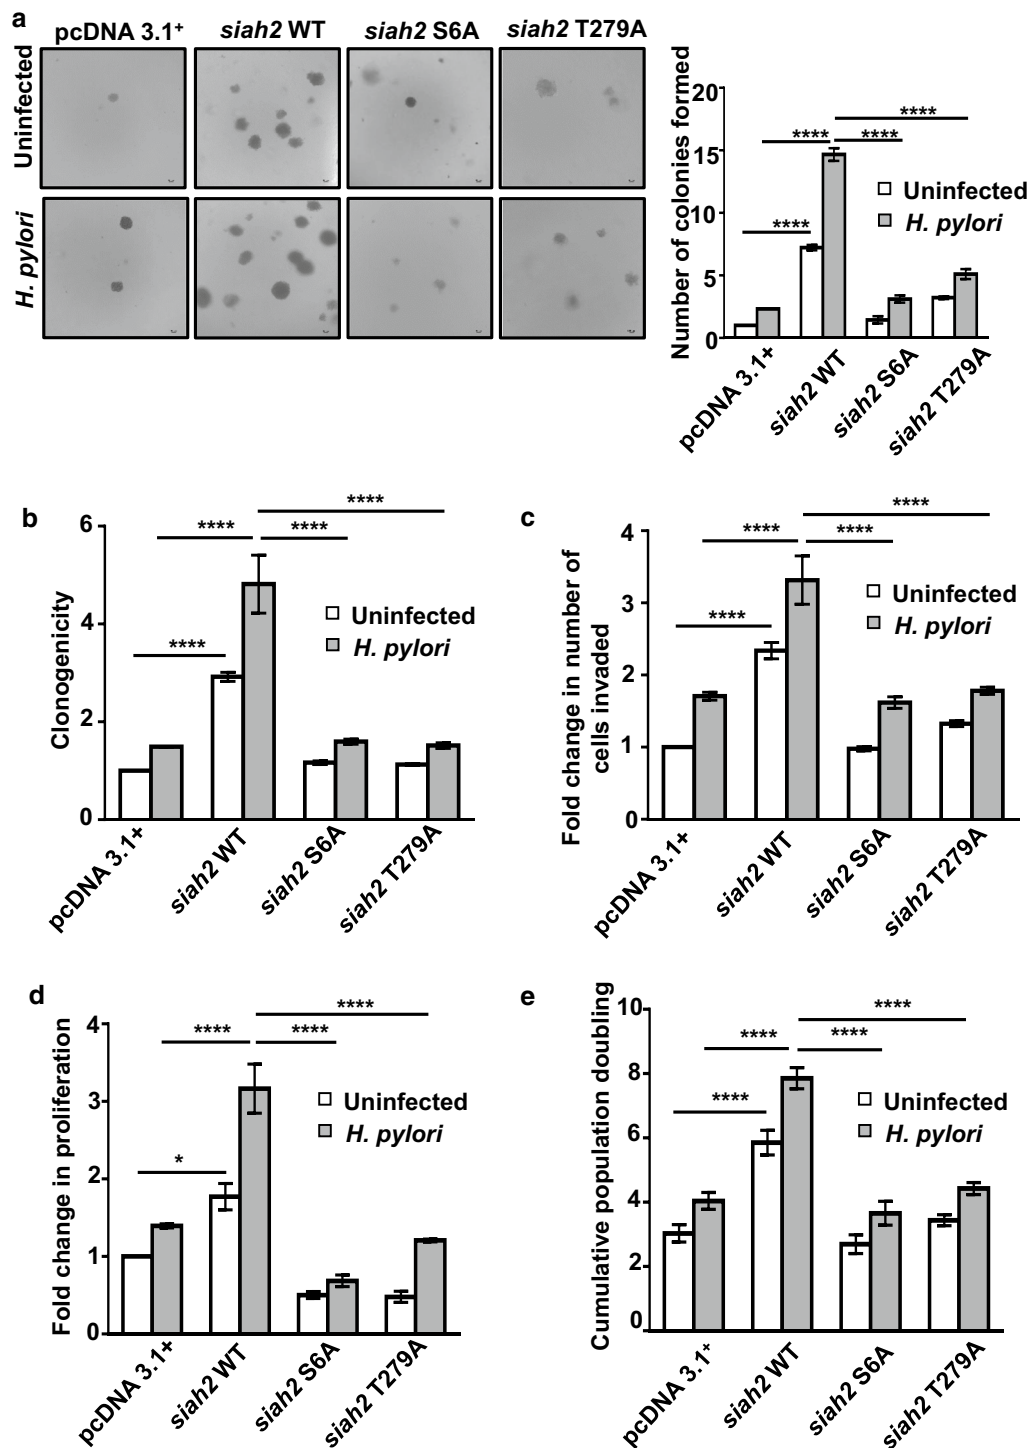 a
pcDNA 3.1+ siah2 WT siah2 S6A siah2 T279A
Uninfected
H. pylori
Number of colonies formed
20
15
10
5
0
**** **** ****
****
Uninfected
H. pylori
pcDNA 3.1+
siah2 WT
siah2 S6A
siah2 T279A
b
Clonogenicity
6
4
2
0
****
**** ****
****
Uninfected
H. pylori
pcDNA 3.1+
siah2 WT
siah2 S6A
siah2 T279A
c
Fold change in number of
cells invaded
4
3
2
1
0
****
**** ****
****
Uninfected
H. pylori
pcDNA 3.1+
siah2 WT
siah2 S6A
siah2 T279A
d
Fold change in proliferation
4
3
2
1
0
****
**** ****
*
Uninfected
H. pylori
pcDNA 3.1+
siah2 WT
siah2 S6A
siah2 T279A
e
Cumulative population doubling
10
8
6
4
2
0
****
**** ****
****
Uninfected
H. pylori
pcDNA 3.1+
siah2 WT
siah2 S6A
siah2 T279A